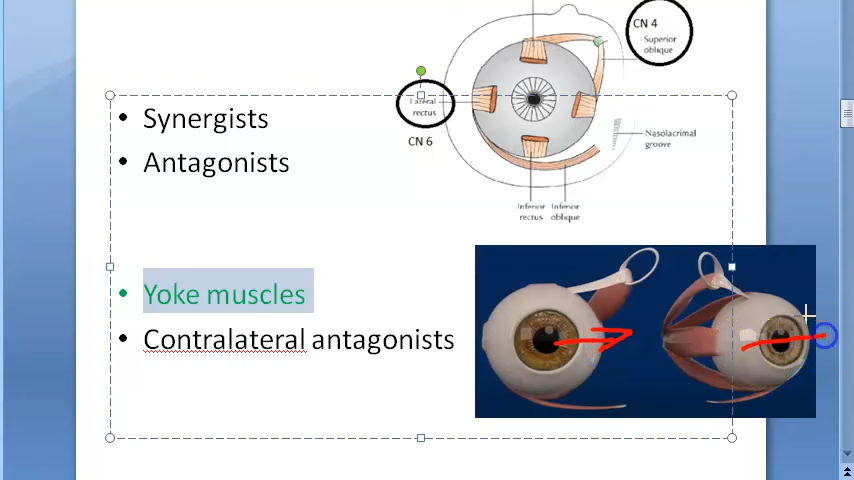 CN 4
Superior
oblique
Lateral
rectus
CN 6
Nasolacrimal
groove
Inferior
rectus
Inferior
oblique
• Synergists
• Antagonists
• Yoke muscles
• Contralateral antagonists